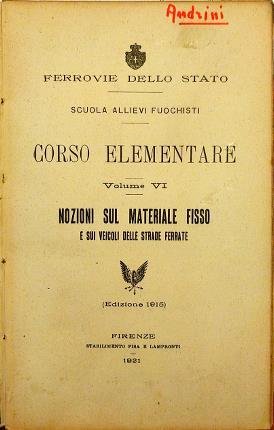 Andrini
FERROVIE DELLO STATO
SCUOLA ALLIEVI FUOCHISTI
CORSO ELEMENTARE
Volume VI
NOZIONI SUL MATERIALE FISSO
E SUI VEICOLI DELLE STRADE FERRATE
(Edizione 1915)
FIRENZE
STABILIMENTO PISA E LAMPRONTI
1921